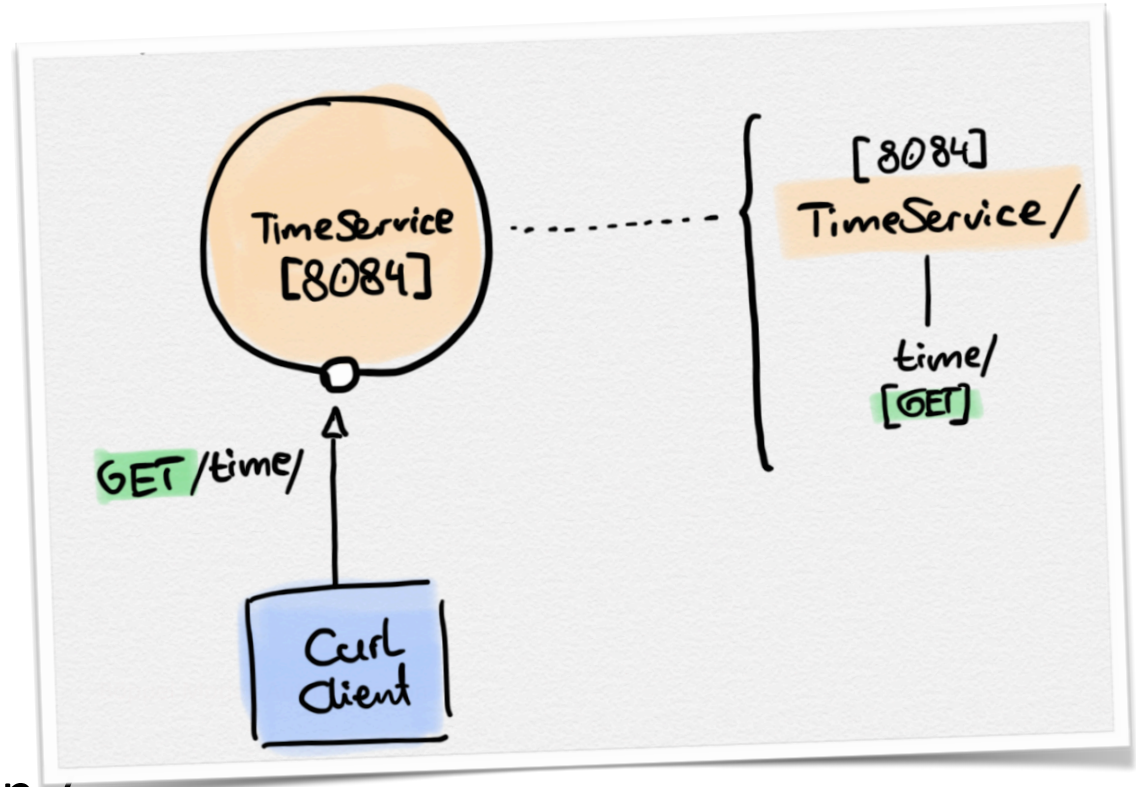 TimeService
[8084]
[8084]
TimeService/
time/
[GET]
GET /time/
Curl
Client